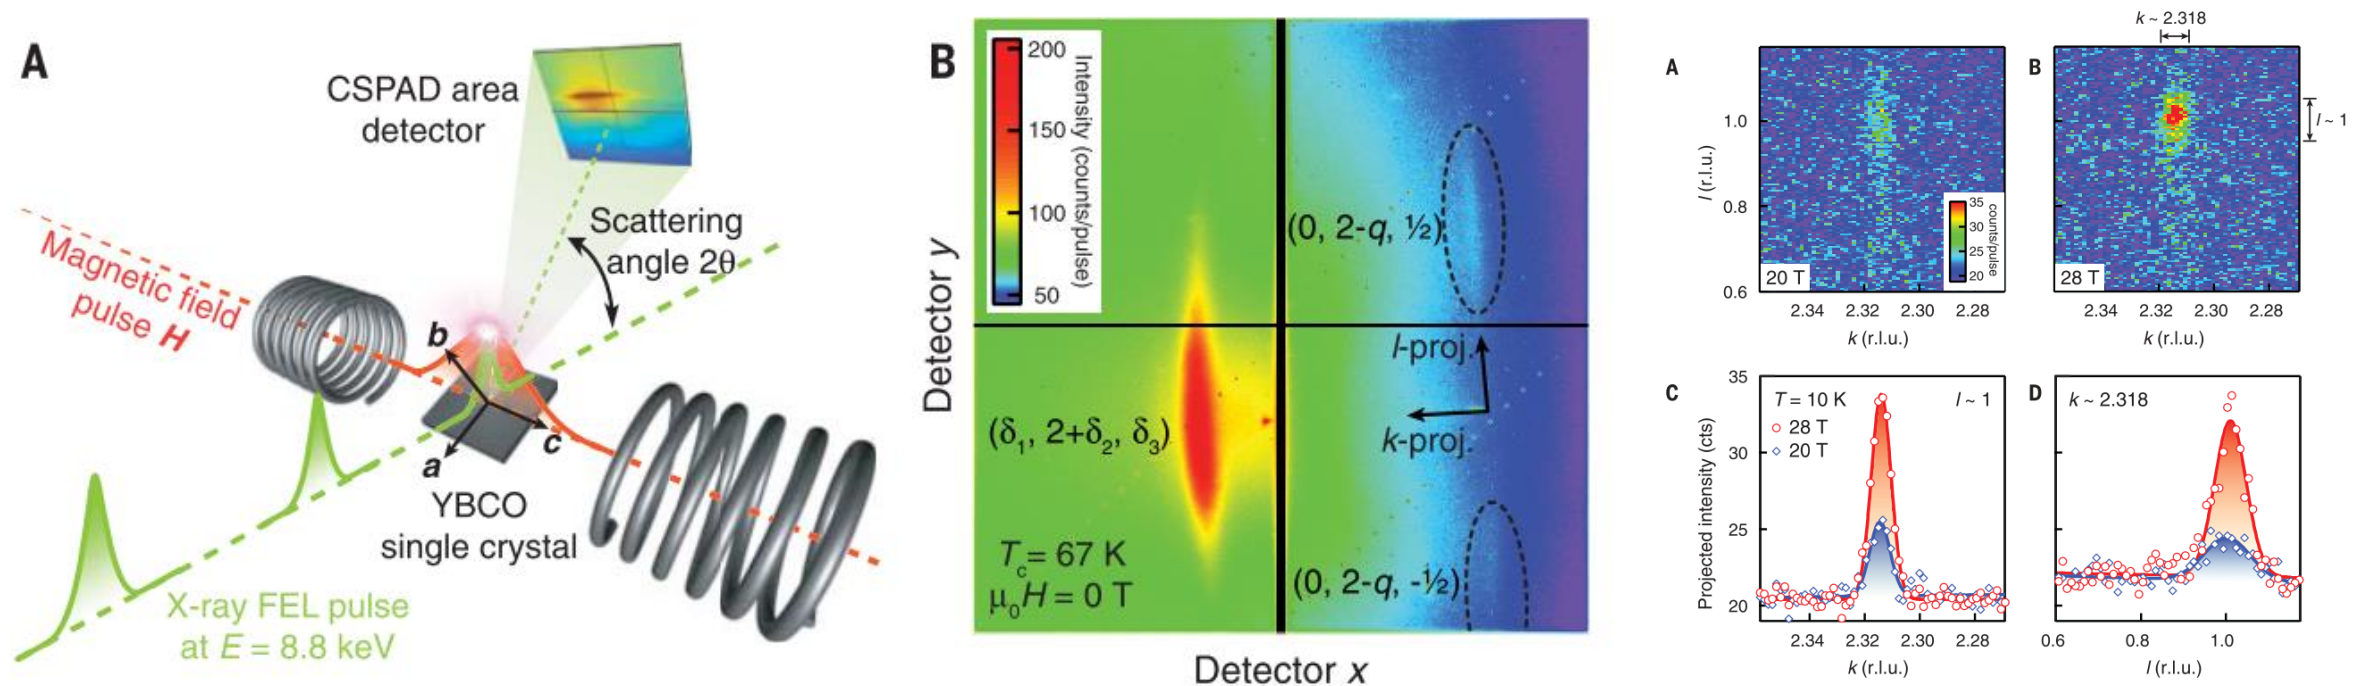 A
CSPAD area
detector
Scattering
angle 2θ
Magnetic field
pulse H
b
a
c
YBCO
single crystal
X-ray FEL pulse
at E = 8.8 keV
B
200
150
100
50
Intensity (counts/pulse)
(0, 2-q, ½)
l-proj.
k-proj.
(δ₁, 2+δ₂, δ₃)
T_c = 67 K
μ₀H = 0 T
(0, 2-q, -½)
Detector y
Detector x
A
1.0
0.8
0.6
l (r.l.u.)
20 T
35
30
25
20
counts/pulse
2.34 2.32 2.30 2.28
k (r.l.u.)
B
k ~ 2.318
l ~ 1
28 T
2.34 2.32 2.30 2.28
k (r.l.u.)
C
35
30
25
20
Projected intensity (cts)
T = 10 K
l ~ 1
28 T
20 T
2.34 2.32 2.30 2.28
k (r.l.u.)
D
k ~ 2.318
0.6 0.8 1.0
l (r.l.u.)